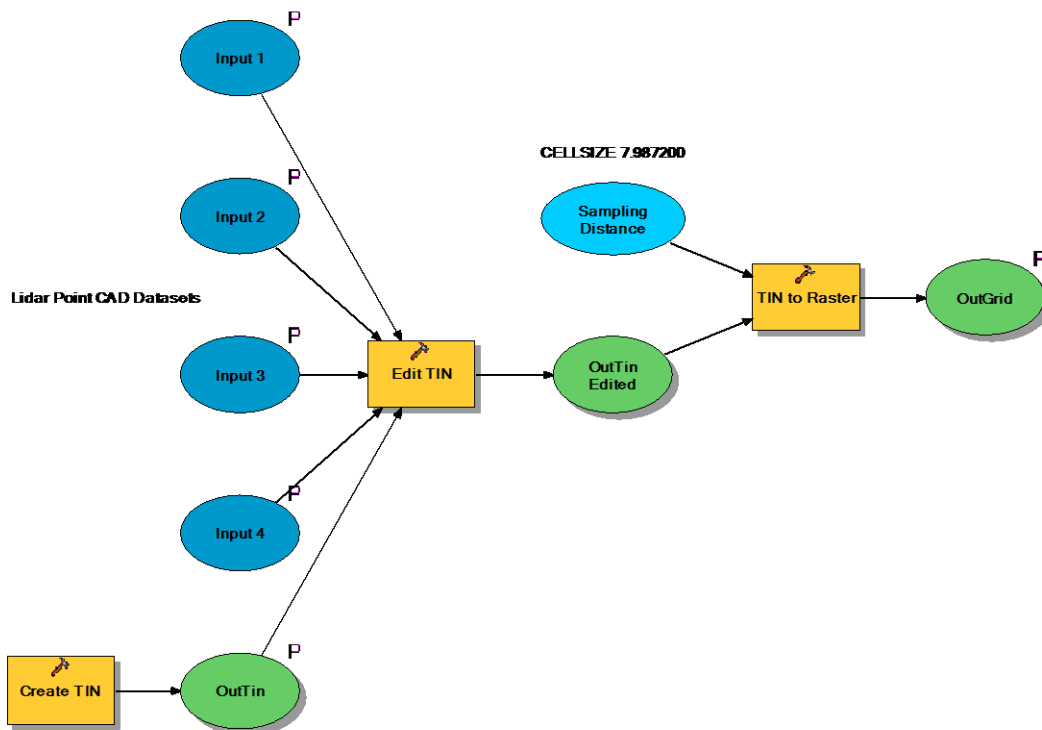 P
Input 1
P
Input 2
Lidar Point CAD Datasets
P
Input 3
P
Input 4
Edit TIN
CELLSIZE 7.987200
Sampling
Distance
OutTin
Edited
TIN to Raster
P
OutGrid
Create TIN
P
OutTin